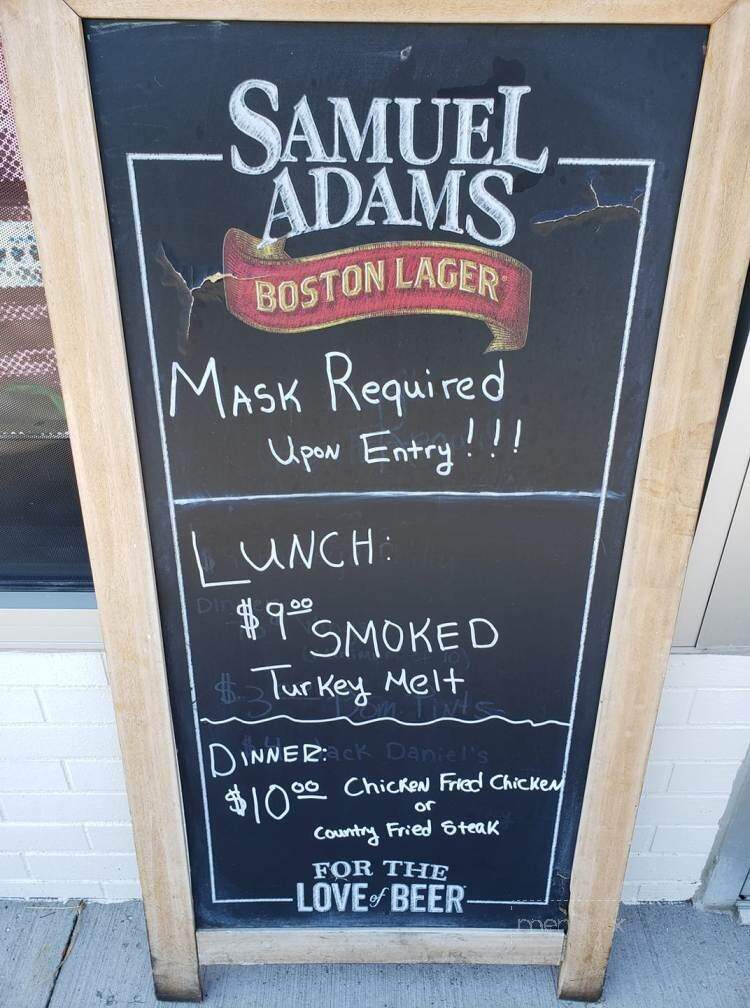 SAMUEL
ADAMS
BOSTON LAGER
MASK Required
UPON Entry!!!
LUNCH:
$9.00 SMOKED
Turkey Melt
DINNER:
$10.00 Chicken Fried Chicken
or
Country Fried Steak
FOR THE
LOVE of BEER